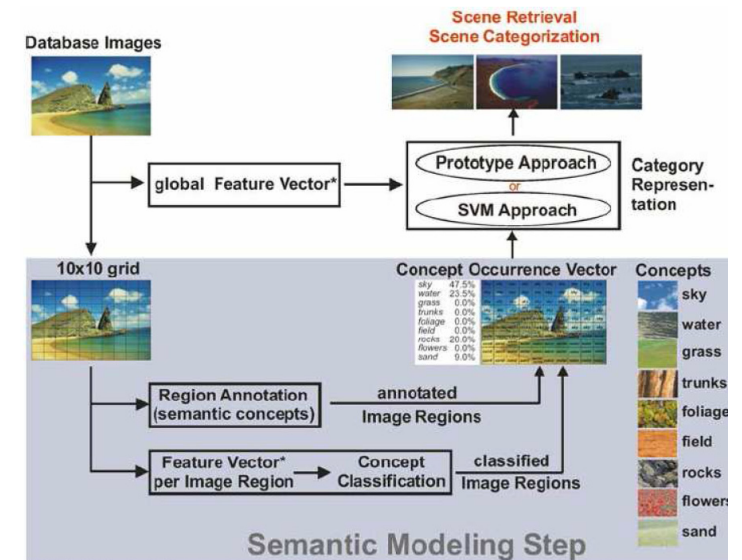 Scene Retrieval
Scene Categorization
Database Images
global Feature Vector*
Prototype Approach
or
SVM Approach
Category
Represen-
tation
10x10 grid
Concept Occurrence Vector
Concepts
sky 47.5%
water 23.5%
grass 0.0%
trunks 0.0%
foliage 0.0%
field 0.0%
rocks 20.0%
flowers 0.0%
sand 9.0%
sky
water
grass
trunks
foliage
field
rocks
flowers
sand
Region Annotation
(semantic concepts)
annotated
Image Regions
Feature Vector*
per Image Region
Concept
Classification
classified
Image Regions
Semantic Modeling Step